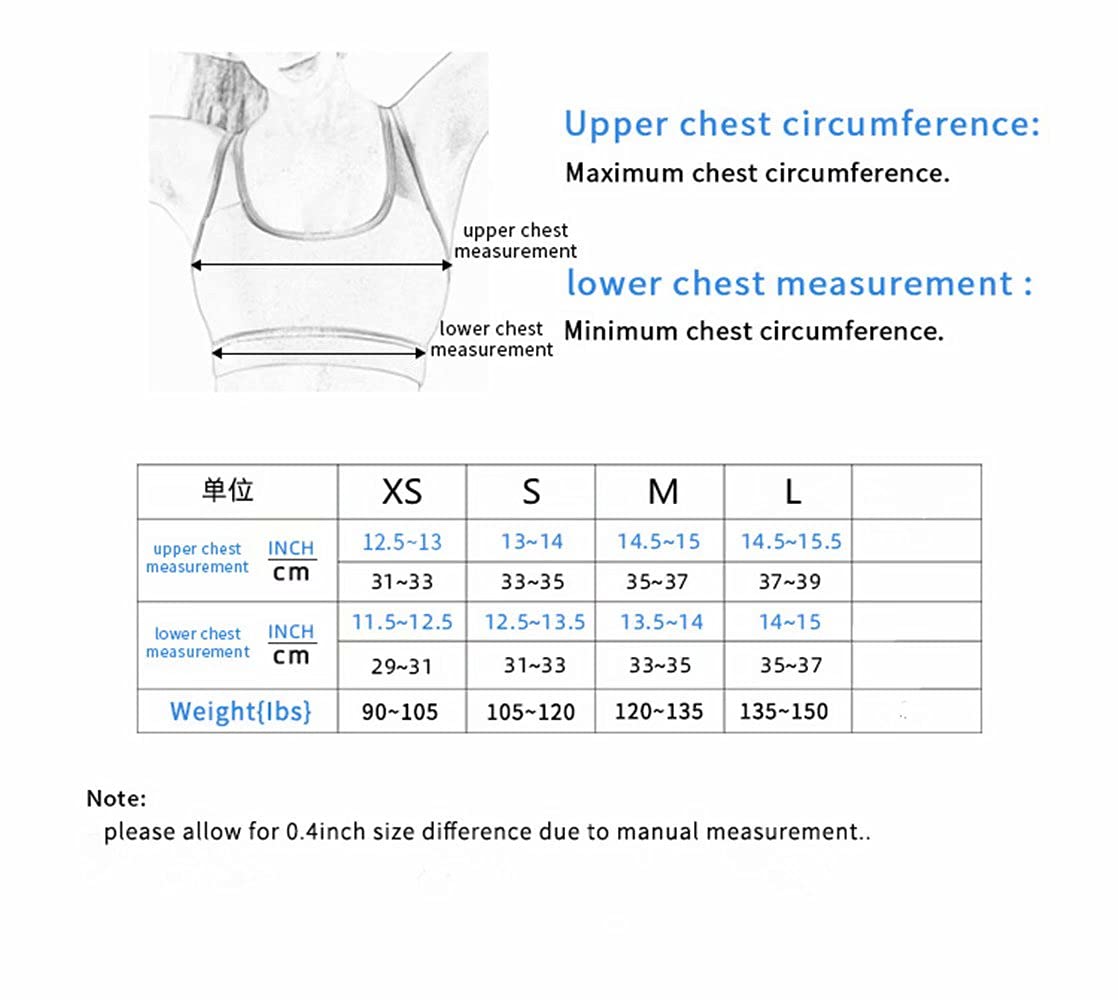 Upper chest circumference:
Maximum chest circumference.
upper chest
measurement
lower chest measurement :
lower chest
measurement
Minimum chest circumference.
单位 XS S M L
upper chest
measurement
INCH
cm
12.5~13 13~14 14.5~15 14.5~15.5
31~33 33~35 35~37 37~39
lower chest
measurement
INCH
cm
11.5~12.5 12.5~13.5 13.5~14 14~15
29~31 31~33 33~35 35~37
Weight{lbs} 90~105 105~120 120~135 135~150
Note:
please allow for 0.4inch size difference due to manual measurement..